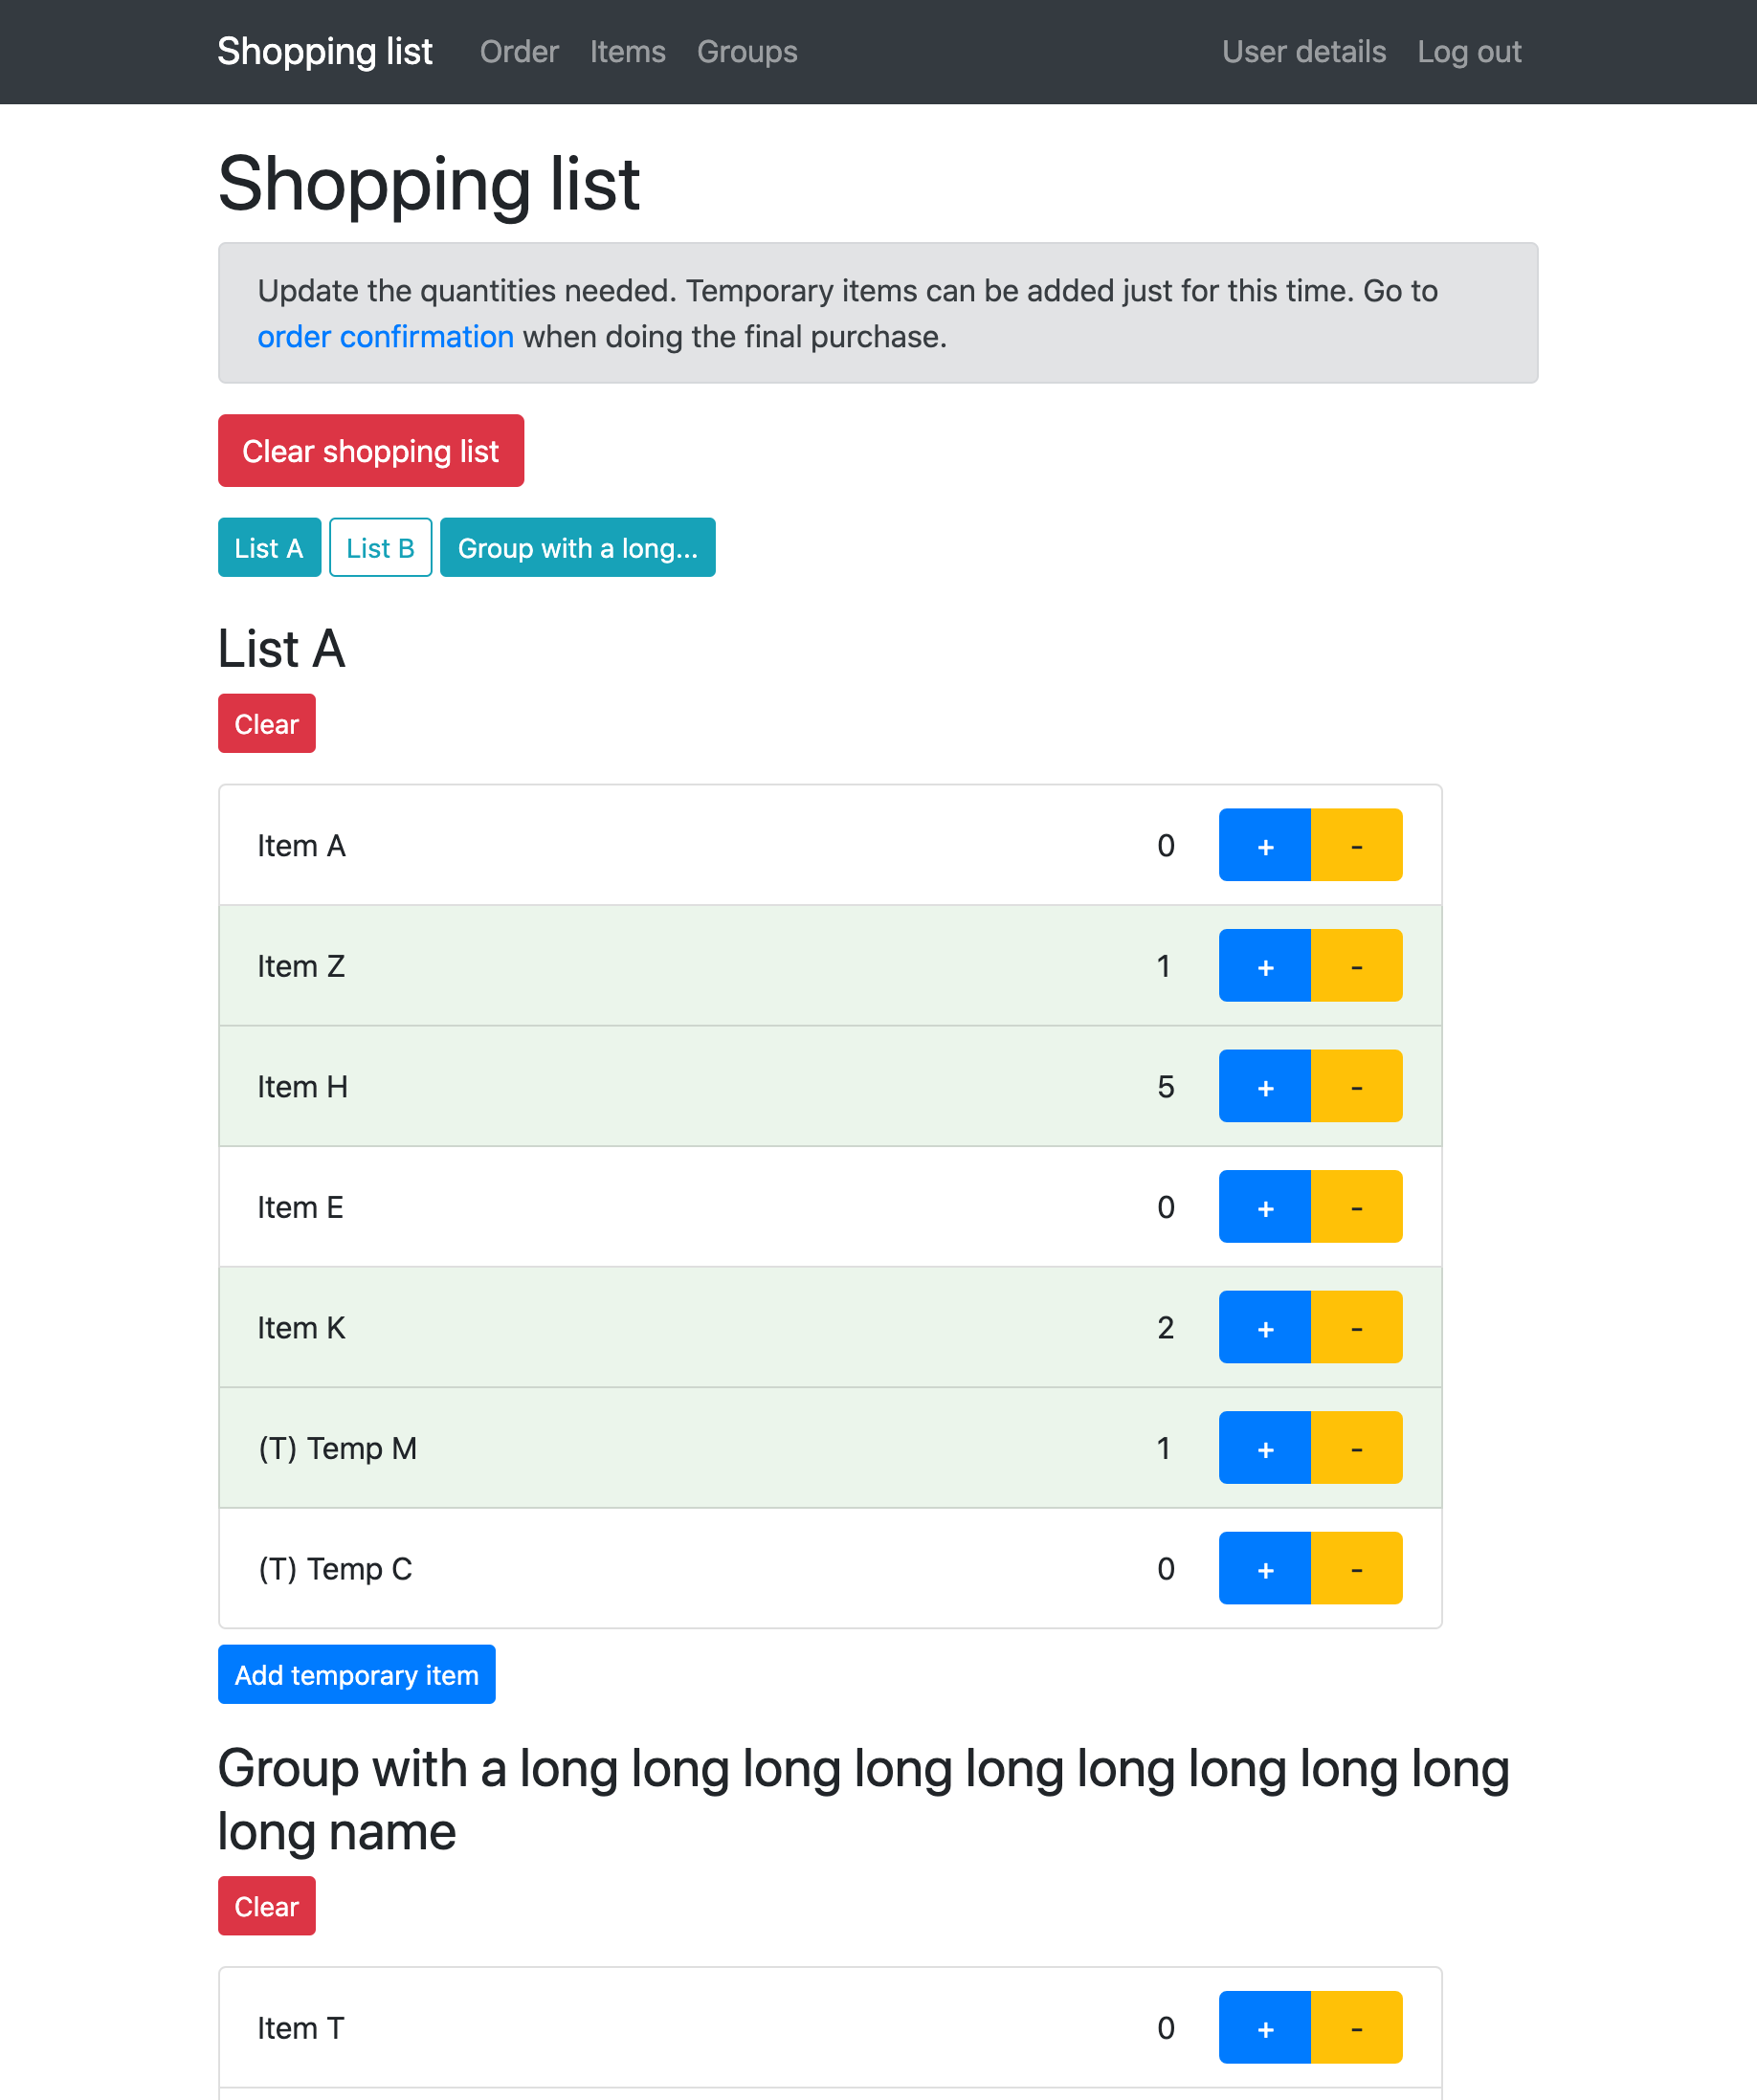 Shopping list Order Items Groups User details Log out
Shopping list
Update the quantities needed. Temporary items can be added just for this time. Go to
order confirmation when doing the final purchase.
Clear shopping list
List A List B Group with a long...
List A
Clear
Item A 0 + -
Item Z 1 + -
Item H 5 + -
Item E 0 + -
Item K 2 + -
(T) Temp M 1 + -
(T) Temp C 0 + -
Add temporary item
Group with a long long long long long long long long long
long name
Clear
Item T 0 + -